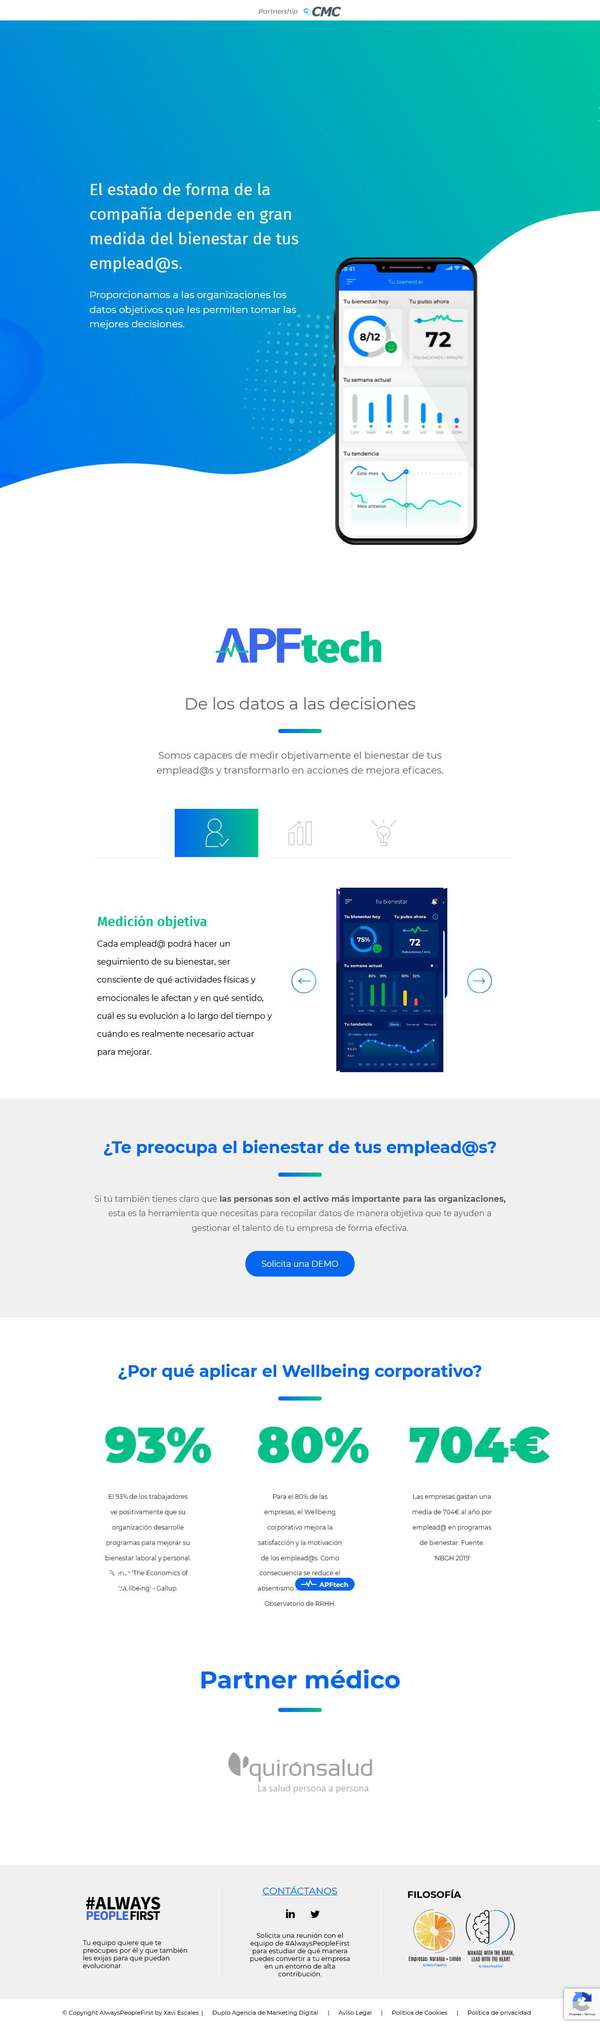 Partnership CMC
El estado de forma de la
compañía depende en gran
medida del bienestar de tus
emplead@s.
Proporcionamos a las organizaciones los
datos objetivos que les permiten tomar las
mejores decisiones.
Tu bienestar
Tu bienestar hoy
Tu pulso ahora
8/12
72
PULSACIONES / MINUTO
Tu semana actual
Tu tendencia
Este mes
Mes anterior
APFtech
De los datos a las decisiones
Somos capaces de medir objetivamente el bienestar de tus
emplead@s y transformarlo en acciones de mejora eficaces.
Medición objetiva
Cada emplead@ podrá hacer un
seguimiento de su bienestar, ser
consciente de qué actividades físicas y
emocionales le afectan y en qué sentido,
cuál es su evolución a lo largo del tiempo y
cuándo es realmente necesario actuar
para mejorar.
Tu bienestar
Tu bienestar hoy
Tu pulso ahora
75%
72
Tu semana actual
Tu tendencia
¿Te preocupa el bienestar de tus emplead@s?
Si tú también tienes claro que las personas son el activo más importante para las organizaciones,
esta es la herramienta que necesitas para recopilar datos de manera objetiva que te ayuden a
gestionar el talento de tu empresa de forma efectiva.
Solicita una DEMO
¿Por qué aplicar el Wellbeing corporativo?
93%
El 93% de los trabajadores
ve positivamente que su
organización desarrolle
programas para mejorar su
bienestar laboral y personal.
'The Economics of
Wellbeing' - Gallup.
80%
Para el 80% de las
empresas, el Wellbeing
corporativo mejora la
satisfacción y la motivación
de los emplead@s. Como
consecuencia se reduce el
absentismo
APFtech
Observatorio de RRHH.
704€
Las empresas gastan una
media de 704€ al año por
emplead@ en programas
de bienestar. Fuente:
'NBGH 2019'
Partner médico
quirónsalud
La salud persona a persona
#ALWAYS
PEOPLEFIRST
Tu equipo quiere que te
preocupes por él y que también
les exijas para que puedan
evolucionar.
CONTÁCTANOS
Solicita una reunión con el
equipo de #AlwaysPeopleFirst
para estudiar de qué manera
puedes convertir a tu empresa
en un entorno de alta
contribución.
FILOSOFÍA
Empresas Naranja - Limón
MANAGE WITH THE BRAIN,
LEAD WITH THE HEART
© Copyright AlwaysPeopleFirst by Xavi Escales | Duplo Agencia de Marketing Digital | Aviso Legal | Política de Cookies | Política de privacidad